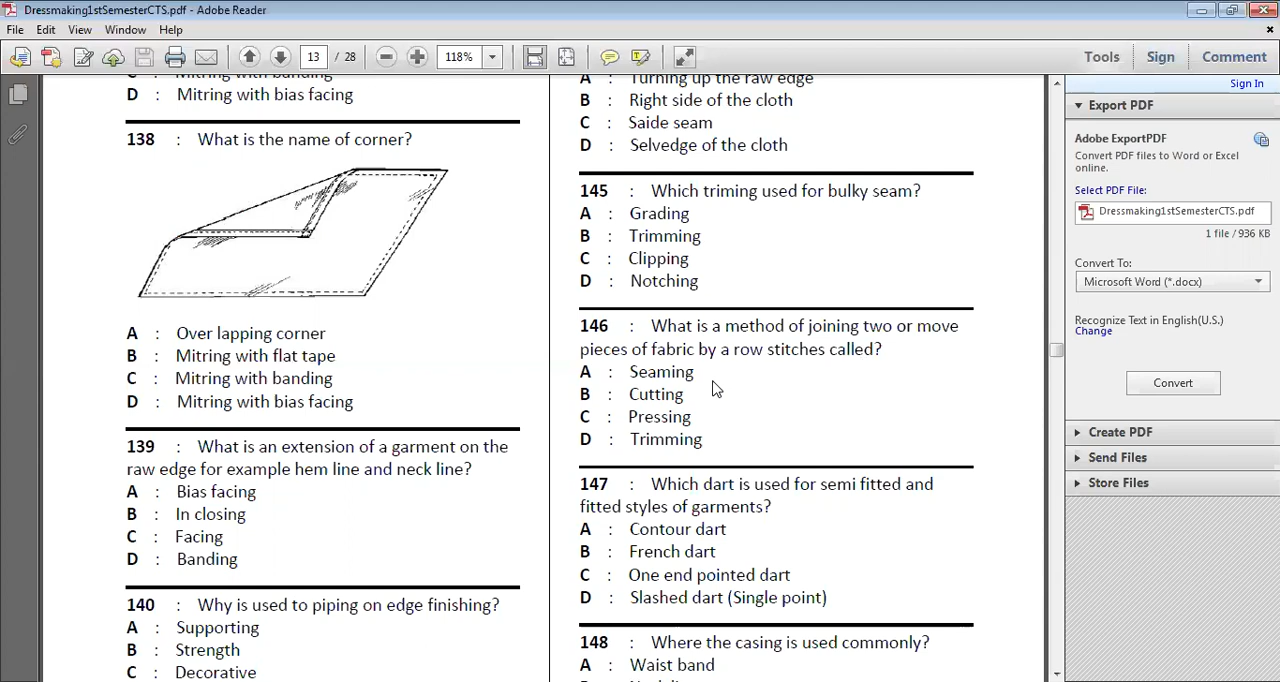 DressmakingIstSemesterCTS.pdf - Adobe Reader
File Edit View Window Help
13 / 28 118% Tools Sign Comment
D : Mitring with bias facing
138 : What is the name of corner?
A : Over lapping corner
B : Mitring with flat tape
C : Mitring with banding
D : Mitring with bias facing
139 : What is an extension of a garment on the
raw edge for example hem line and neck line?
A : Bias facing
B : In closing
C : Facing
D : Banding
140 : Why is used to piping on edge finishing?
A : Supporting
B : Strength
C : Decorative
A : Turning up the raw edge
B : Right side of the cloth
C : Saide seam
D : Selvedge of the cloth
145 : Which triming used for bulky seam?
A : Grading
B : Trimming
C : Clipping
D : Notching
146 : What is a method of joining two or move
pieces of fabric by a row stitches called?
A : Seaming
B : Cutting
C : Pressing
D : Trimming
147 : Which dart is used for semi fitted and
fitted styles of garments?
A : Contour dart
B : French dart
C : One end pointed dart
D : Slashed dart (Single point)
148 : Where the casing is used commonly?
A : Waist band
Sign In
Export PDF
Adobe ExportPDF
Convert PDF files to Word or Excel
online.
Select PDF File:
Dressmaking1stSemesterCTS.pdf
1 file / 936 KB
Convert To:
Microsoft Word (*.docx)
Recognize Text in English(U.S.)
Change
Convert
Create PDF
Send Files
Store Files